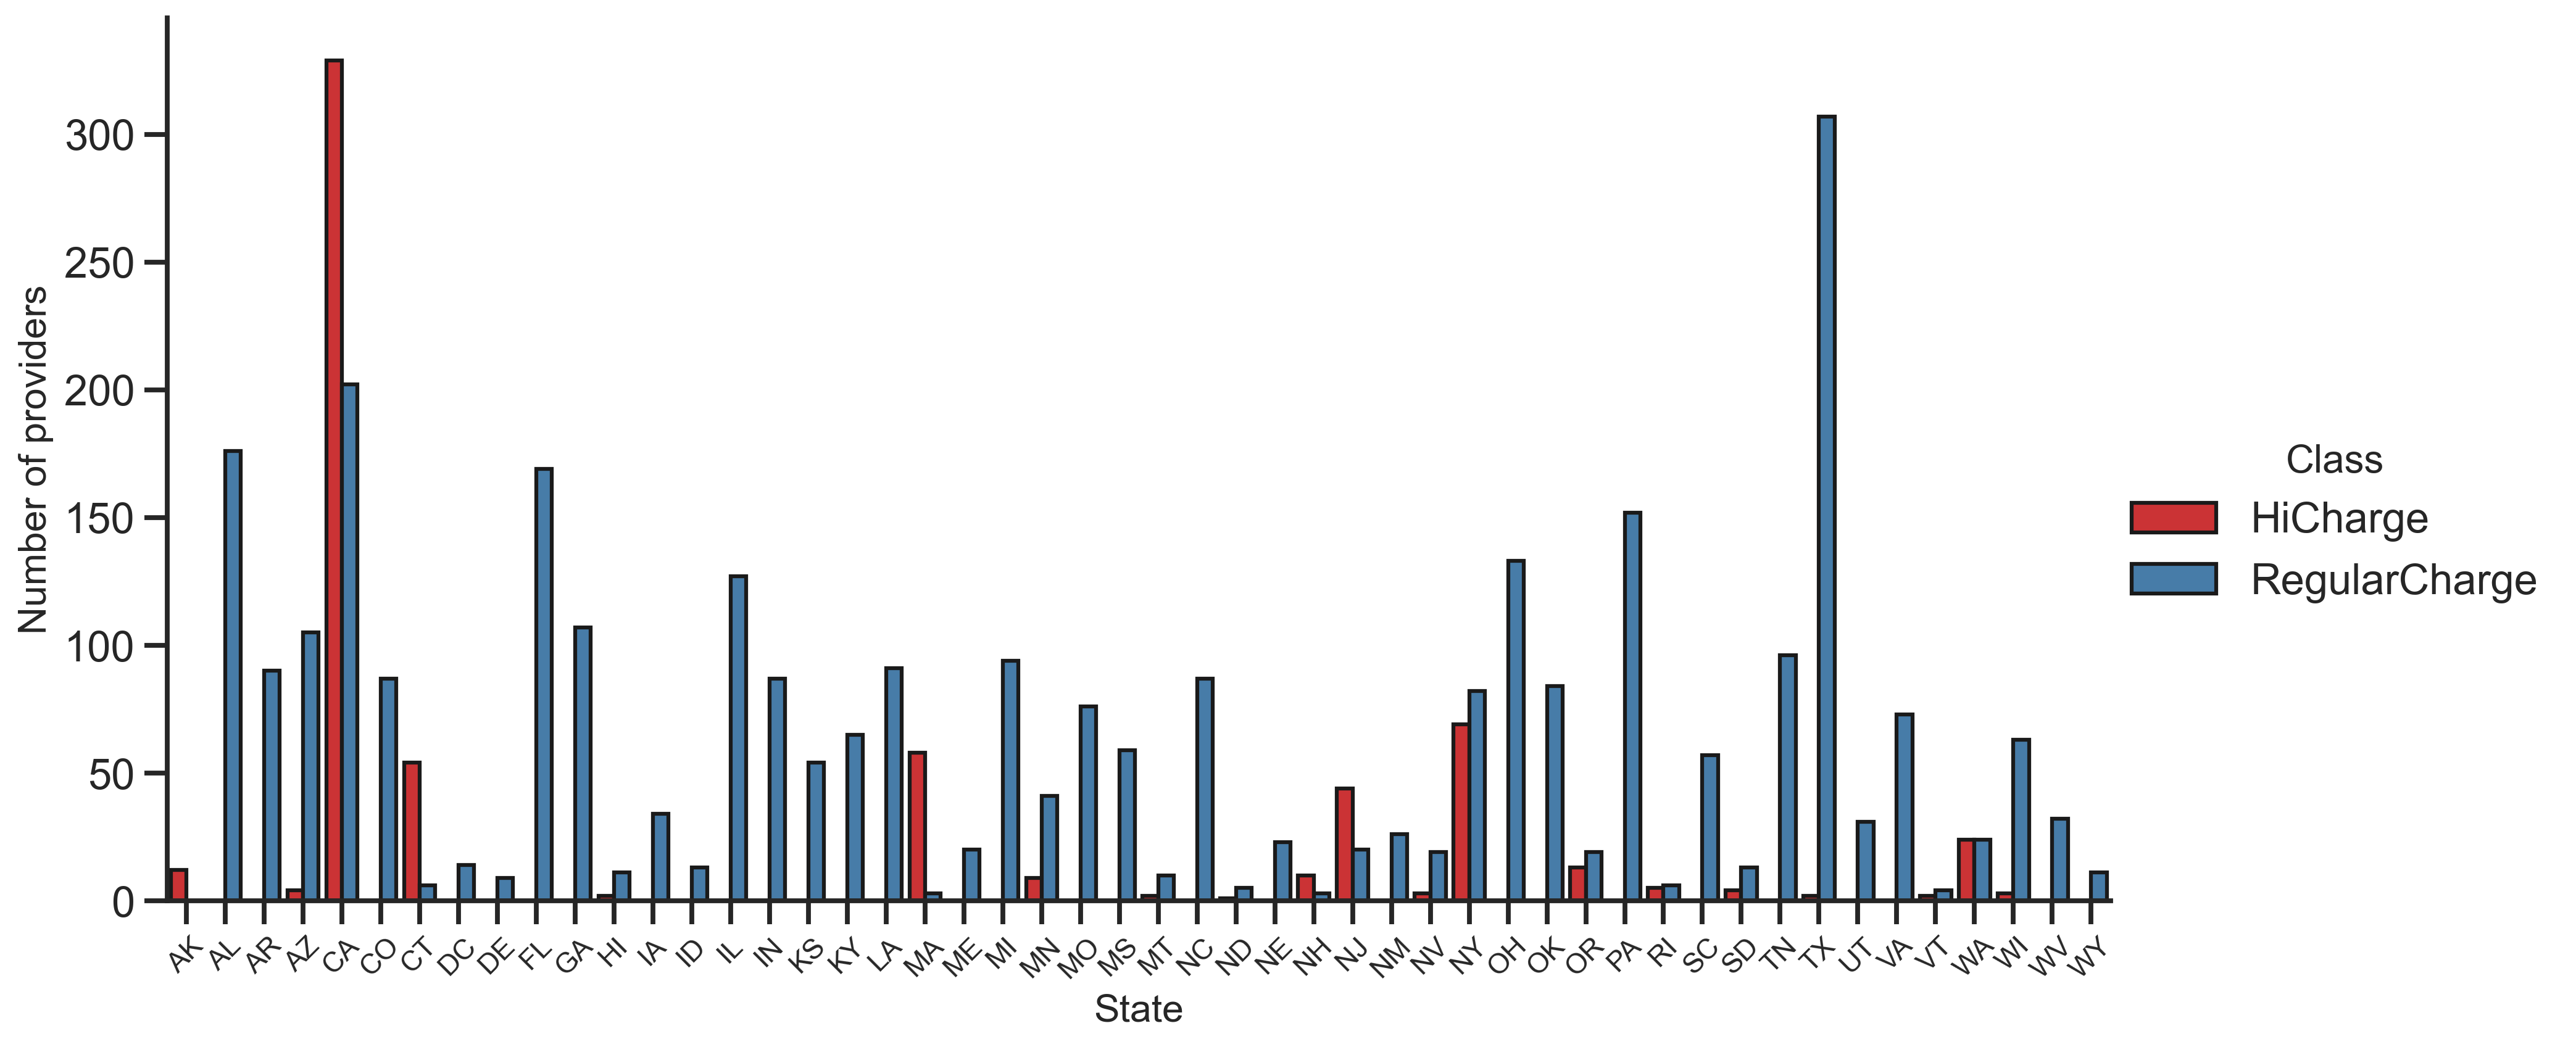 Number of providers
300
250
200
150
100
50
0
AK AL AR AZ CA CO CT DC DE FL GA HI IA ID IL IN KS KY LA MA ME MI MN MO MS MT NC ND NE NH NJ NM NV NY OH OK OR PA RI SC SD TN TX UT VA VT WA WI WV WY
State
Class
HiCharge
RegularCharge